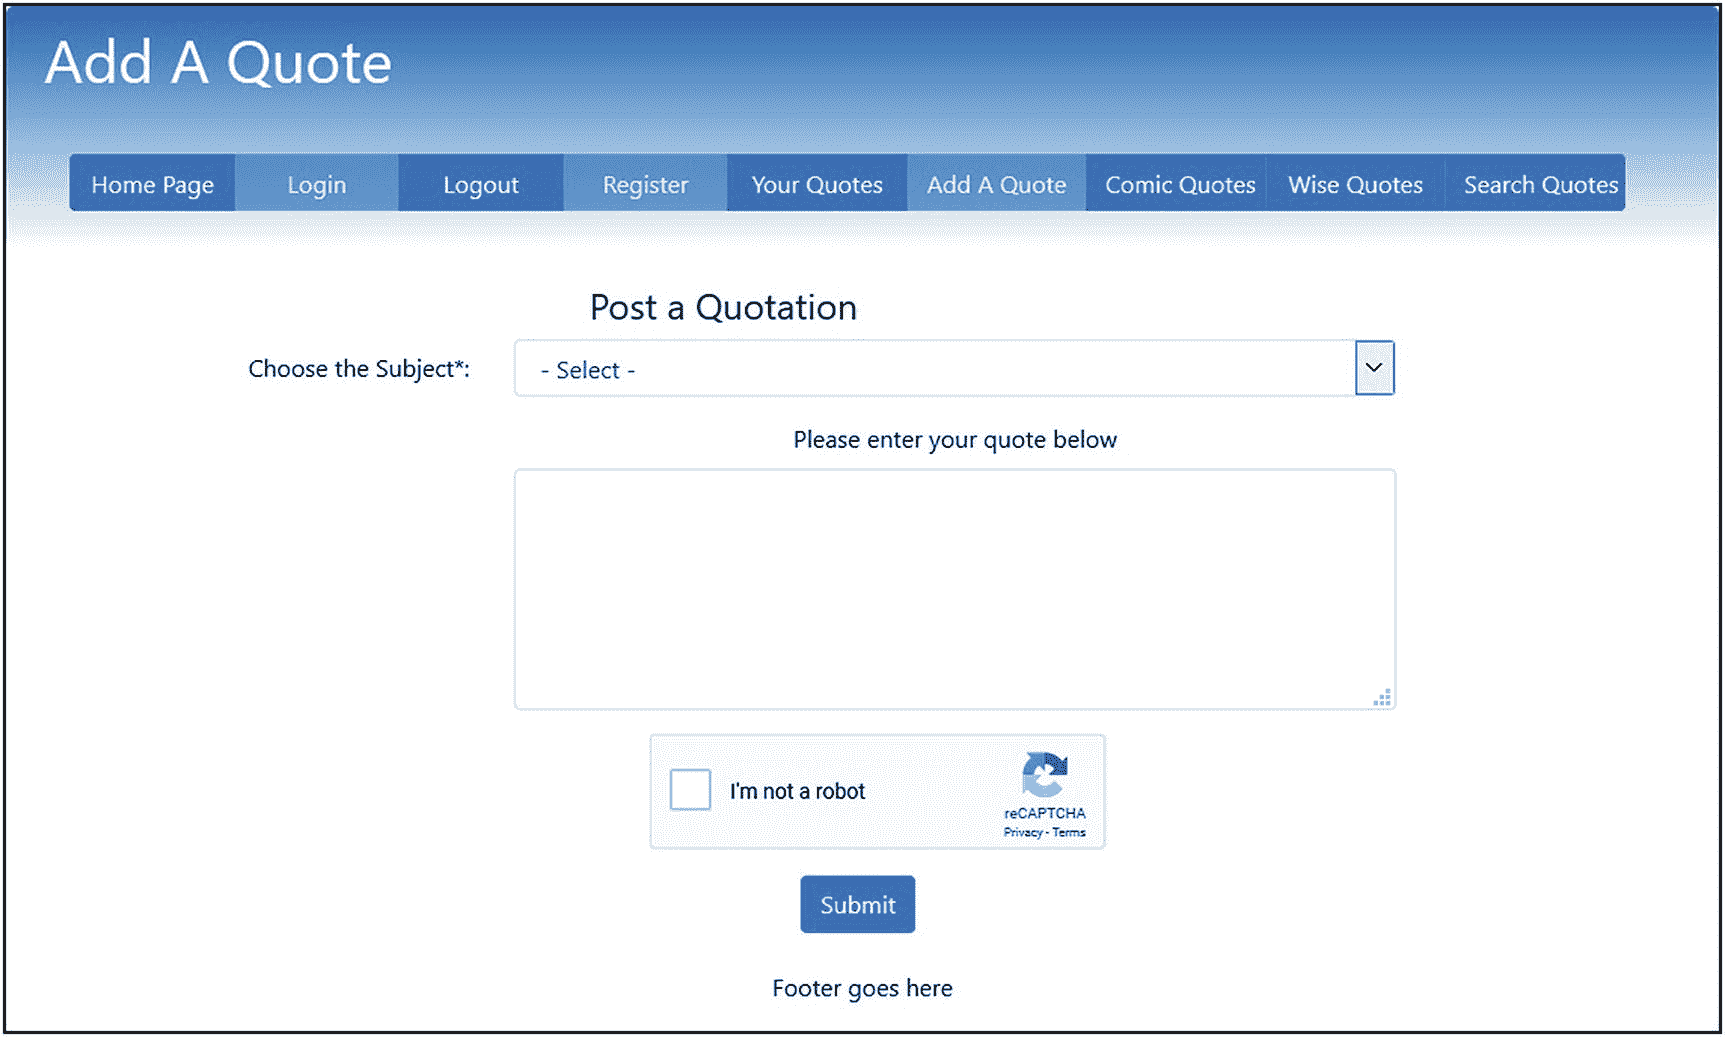 Add A Quote
Home Page Login Logout Register Your Quotes Add A Quote Comic Quotes Wise Quotes Search Quotes
Post a Quotation
Choose the Subject*: - Select -
Please enter your quote below
I'm not a robot
reCAPTCHA
Privacy - Terms
Submit
Footer goes here